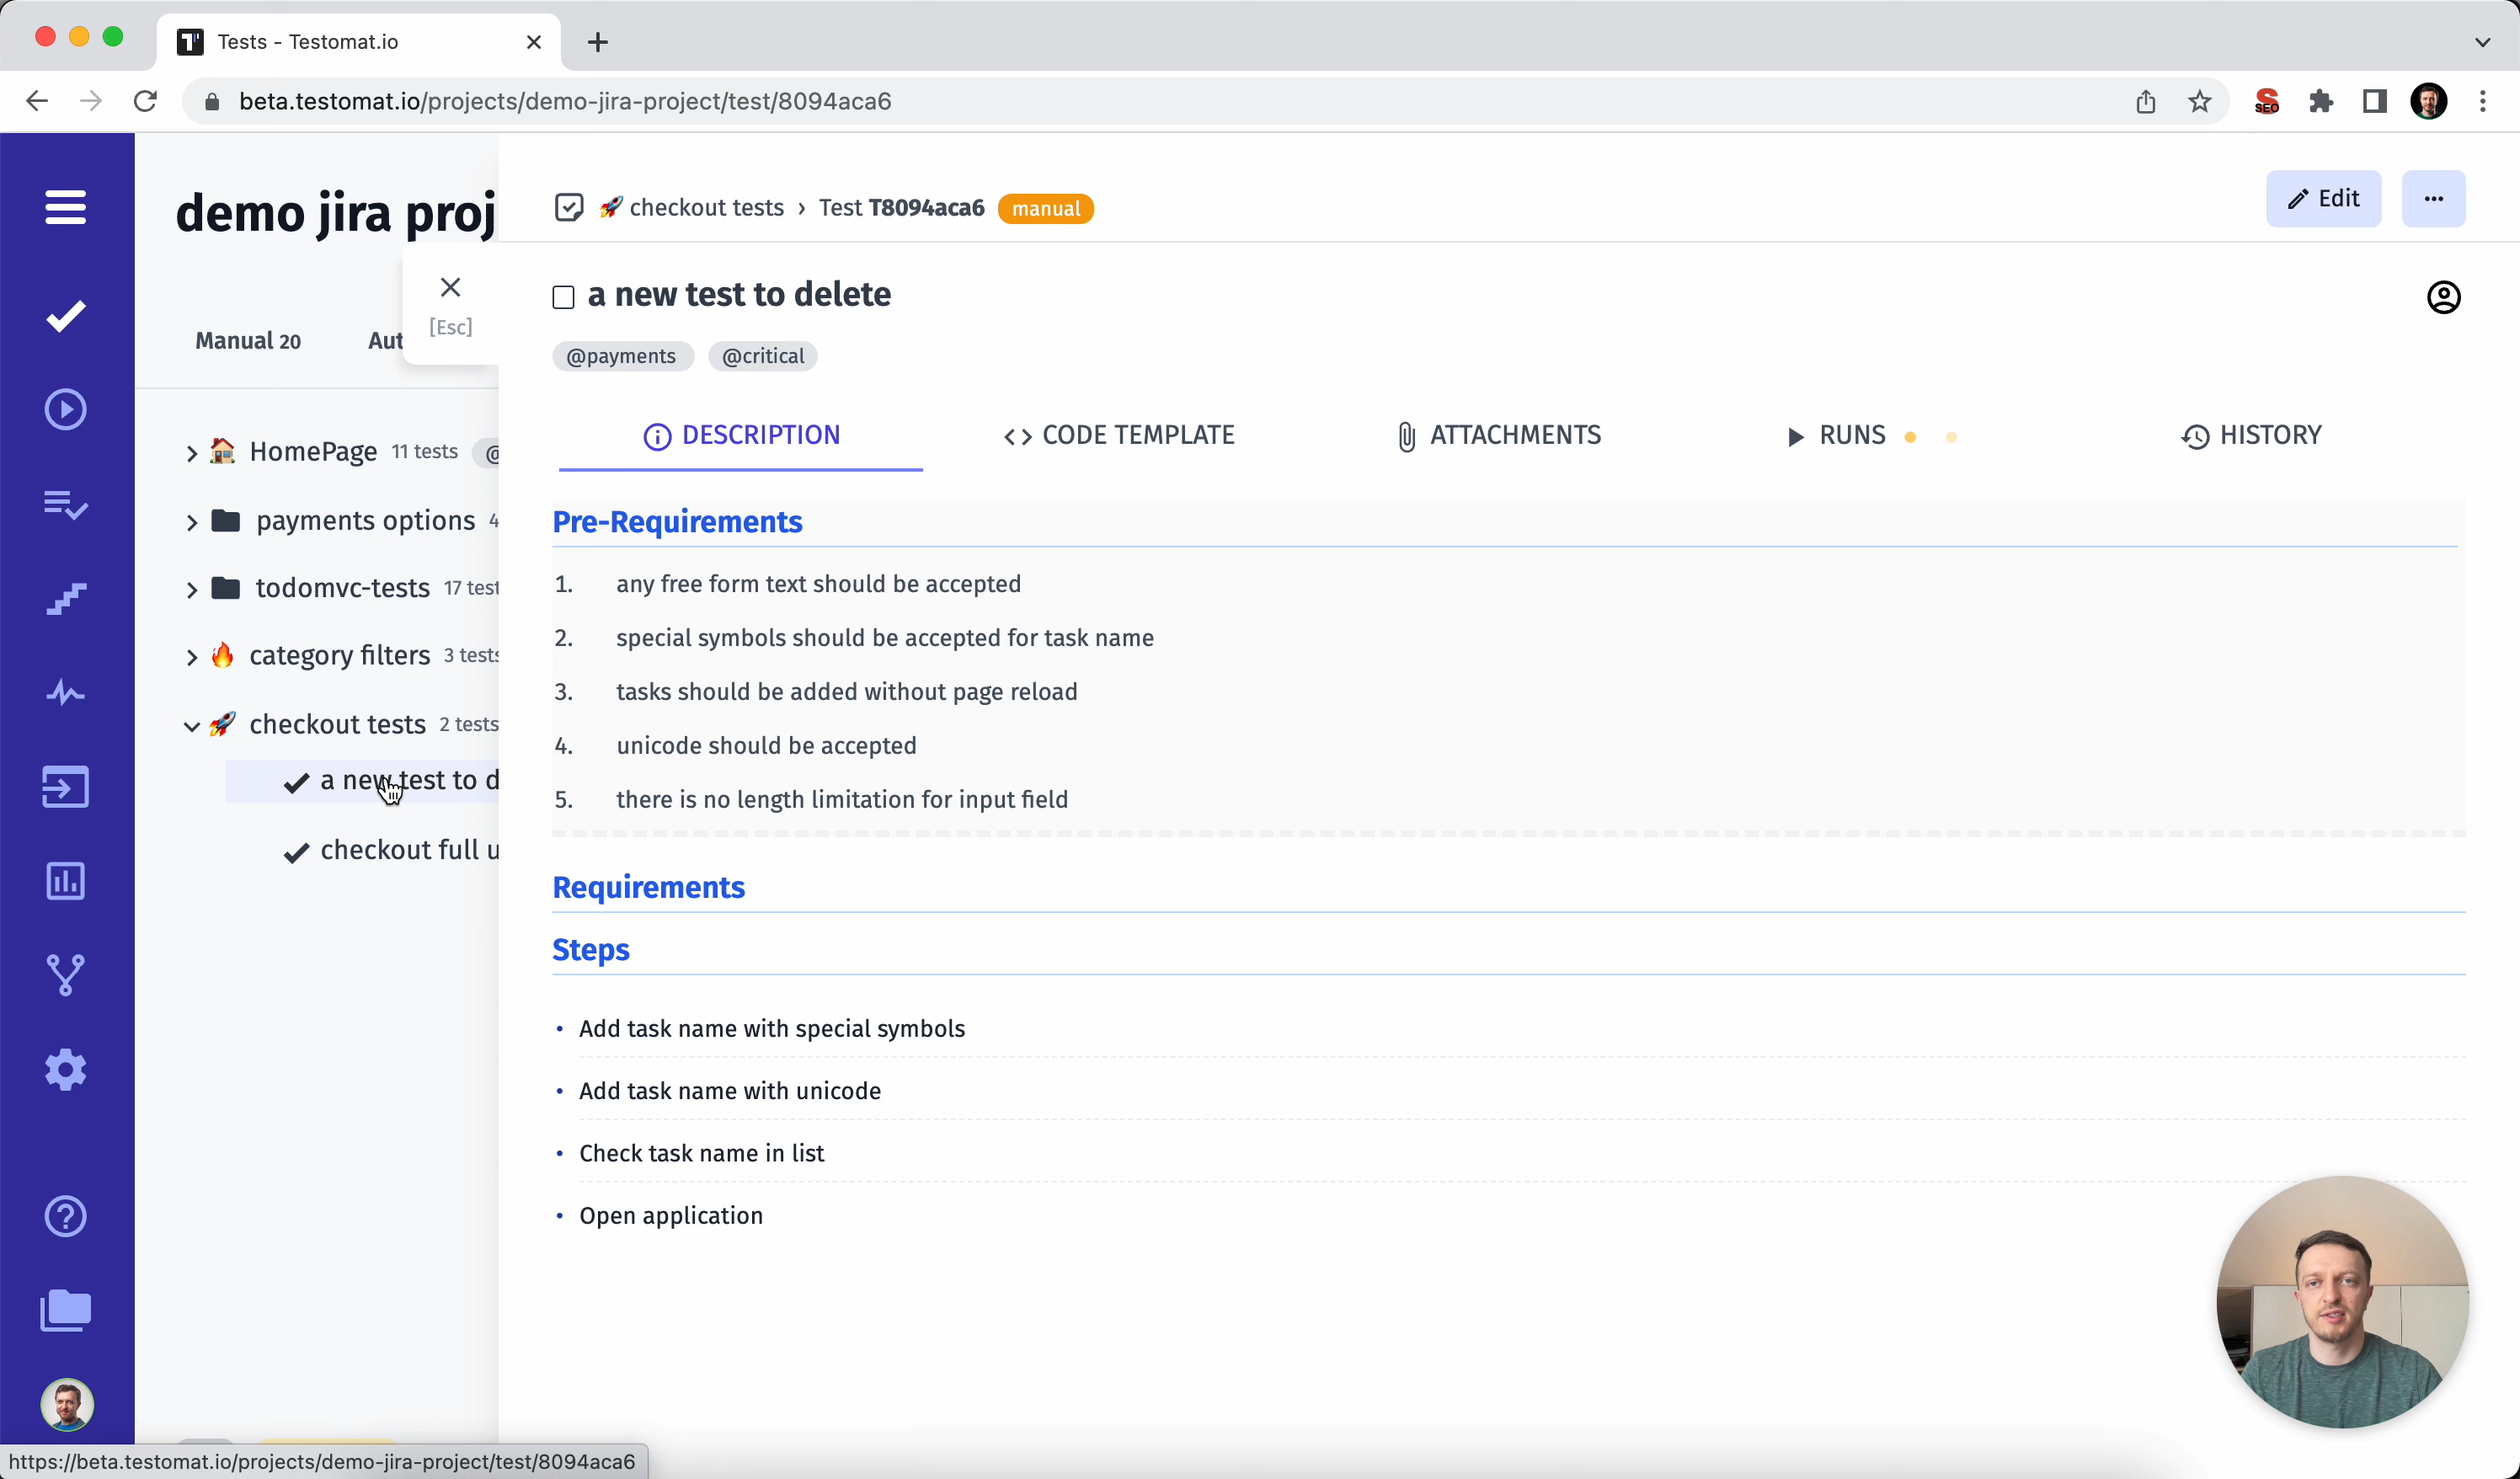 Tests - Testomat.io
beta.testomat.io/projects/demo-jira-project/test/8094aca6
SEO
demo jira proj
checkout tests › Test T8094aca6 manual
Edit
[Esc]
a new test to delete
Manual 20
Aut
@payments @critical
DESCRIPTION
CODE TEMPLATE
ATTACHMENTS
RUNS
HISTORY
HomePage 11 tests @
payments options 4
todomvc-tests 17 test
category filters 3 tests
checkout tests 2 tests
a new test to d
checkout full u
Pre-Requirements
1. any free form text should be accepted
2. special symbols should be accepted for task name
3. tasks should be added without page reload
4. unicode should be accepted
5. there is no length limitation for input field
Requirements
Steps
• Add task name with special symbols
• Add task name with unicode
• Check task name in list
• Open application
https://beta.testomat.io/projects/demo-jira-project/test/8094aca6